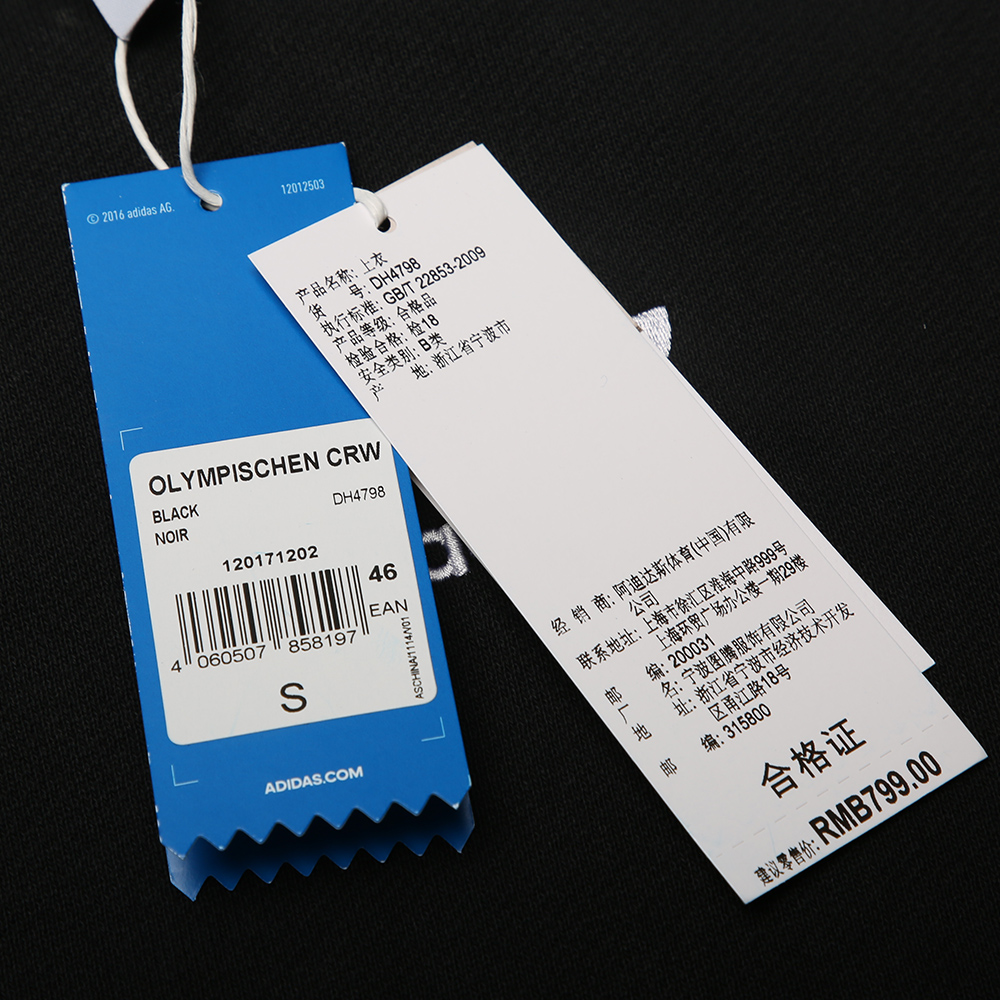 © 2016 adidas AG.
12012503
OLYMPISCHEN CRW
BLACK
DH4798
NOIR
120171202
46
EAN
4 060507 858197
ASCHINA/1114/V01
S
ADIDAS.COM
产品名称: 上衣
货 号: DH4798
执行标准: GB/T 22853-2009
产品等级: 合格品
检验合格: 检18
安全类别: B类
产 地: 浙江省宁波市
经 销 商: 阿迪达斯体育(中国)有限
公司
联系地址: 上海市徐汇区淮海中路999号
上海环贸广场办公楼一期29楼
邮 编: 200031
厂 名: 宁波图腾服饰有限公司
地 址: 浙江省宁波市经济技术开发
区甬江路18号
邮 编: 315800
合格证
建议零售价: RMB799.00